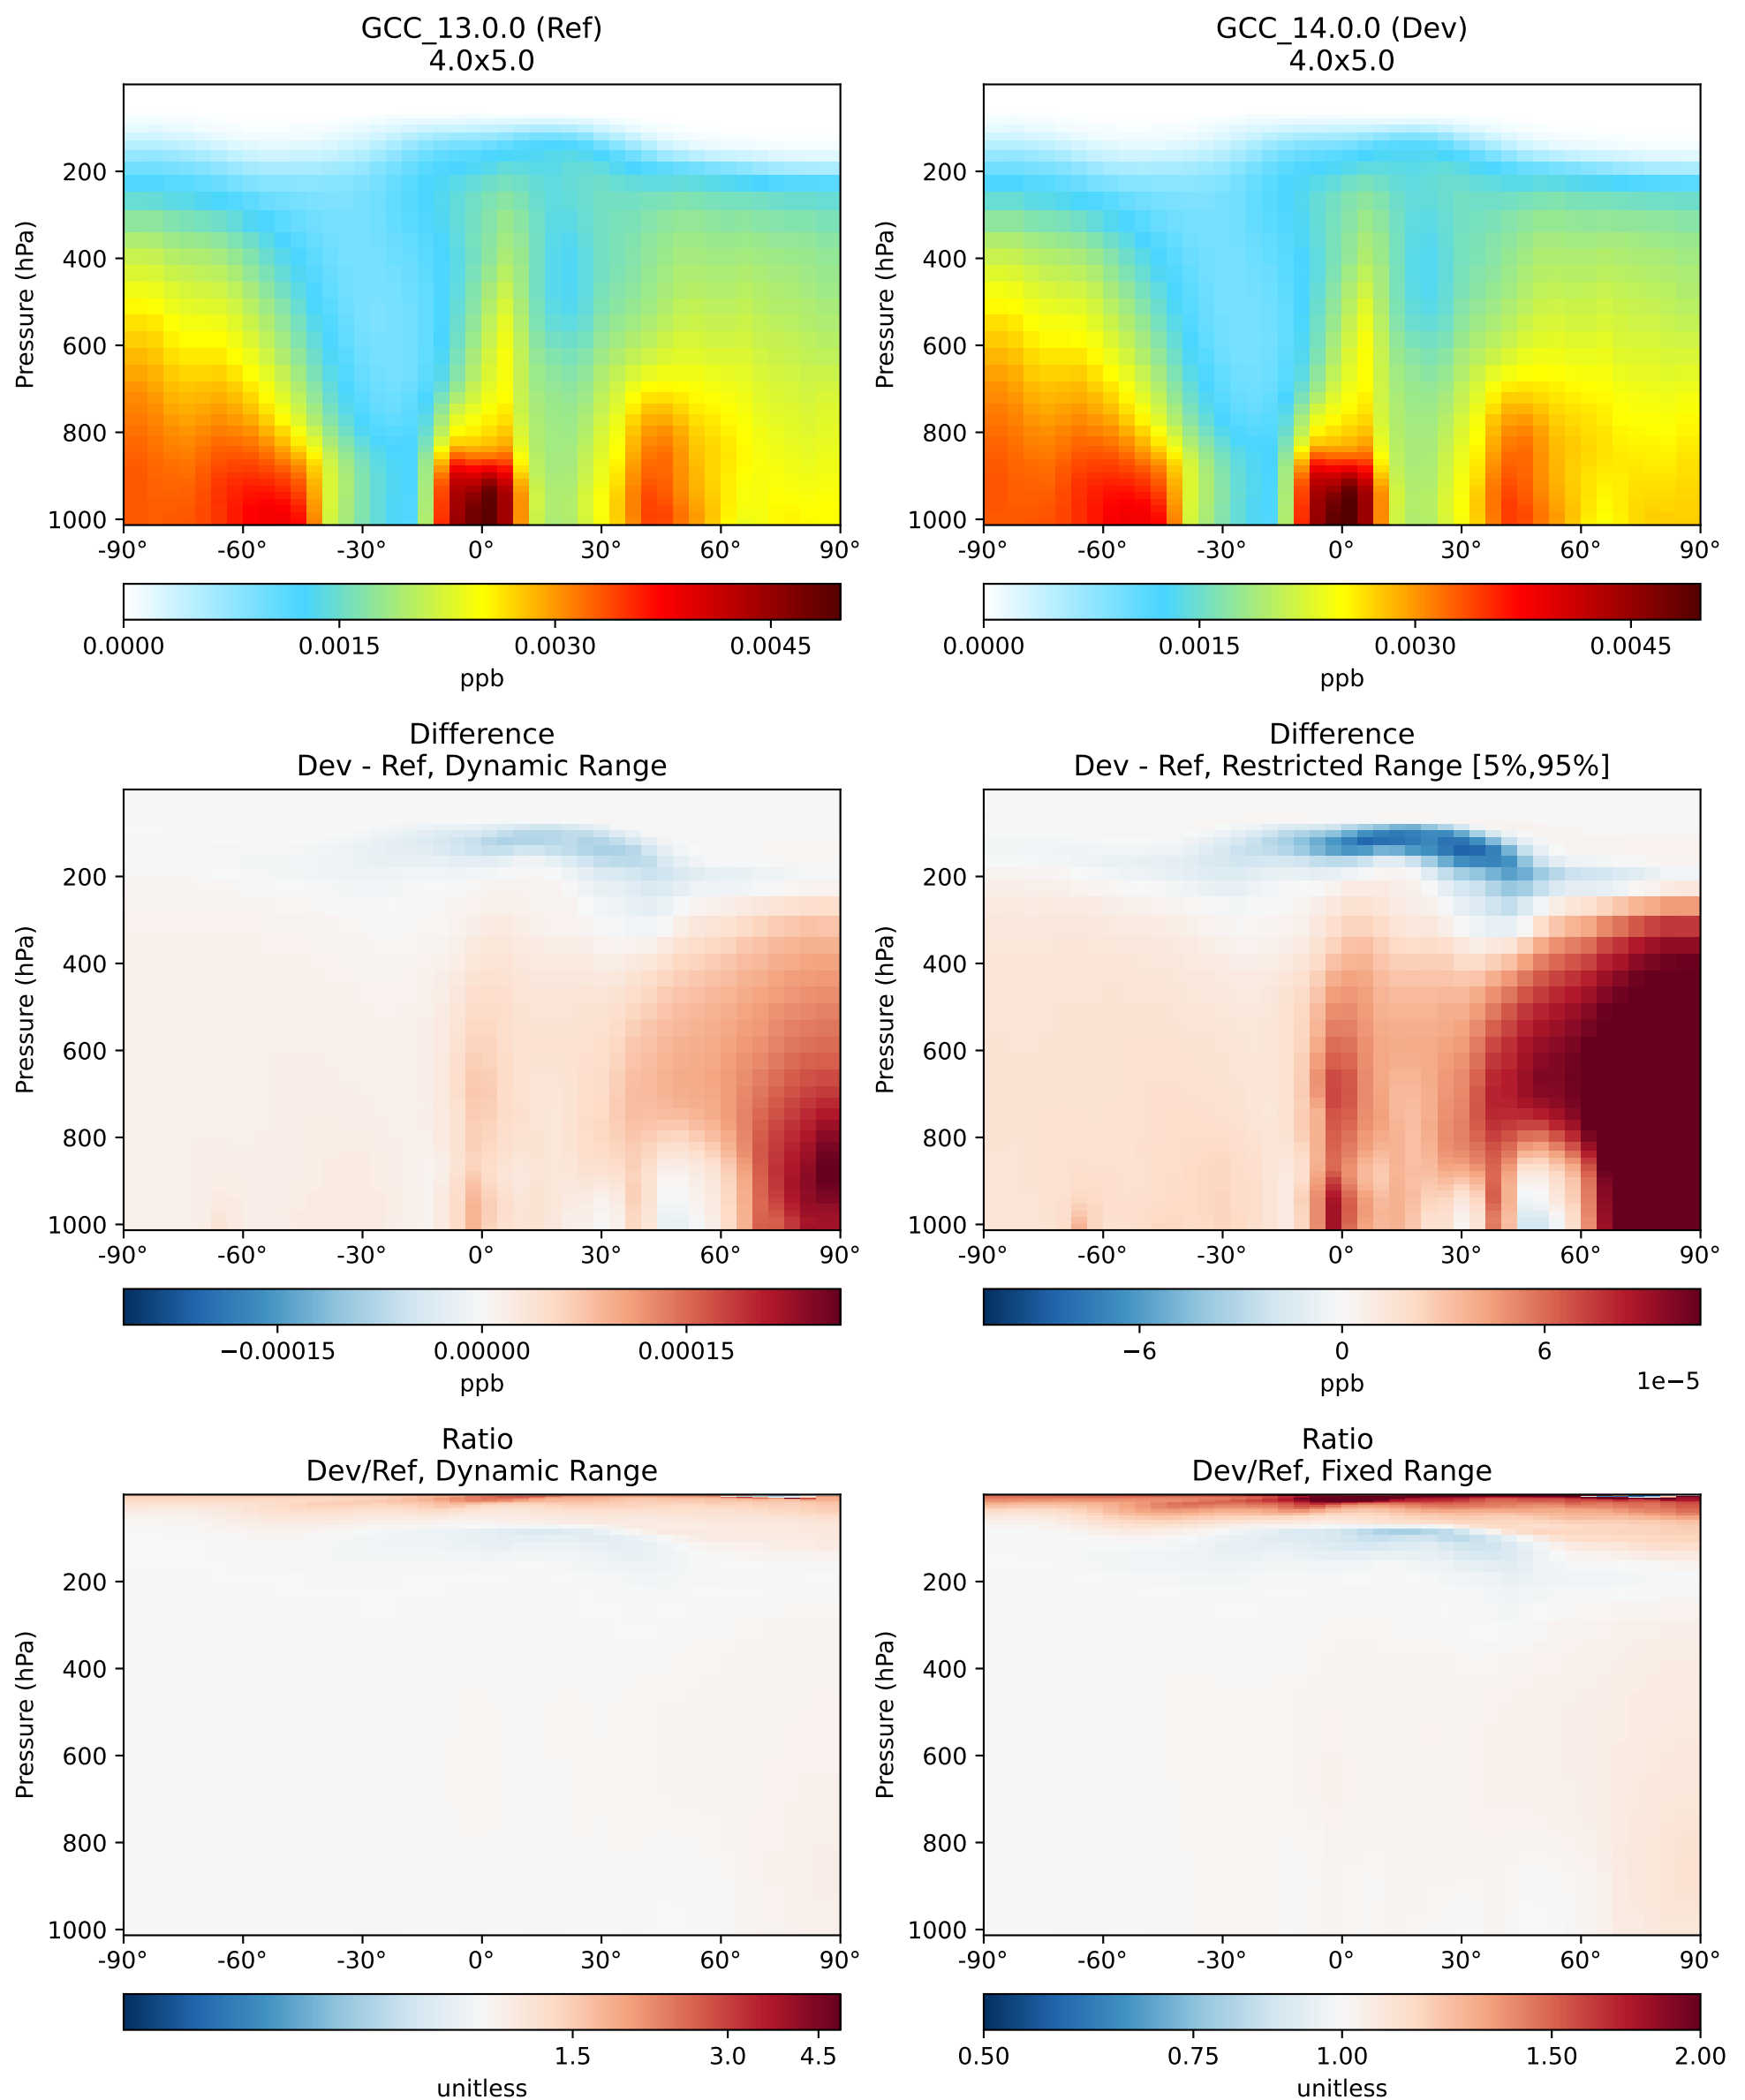 GCC_13.0.0 (Ref)
4.0x5.0
Pressure (hPa)
200
400
600
800
1000
-90° -60° -30° 0° 30° 60° 90°
0.0000 0.0015 0.0030 0.0045
ppb
GCC_14.0.0 (Dev)
4.0x5.0
Pressure (hPa)
200
400
600
800
1000
-90° -60° -30° 0° 30° 60° 90°
0.0000 0.0015 0.0030 0.0045
ppb
Difference
Dev - Ref, Dynamic Range
Pressure (hPa)
200
400
600
800
1000
-90° -60° -30° 0° 30° 60° 90°
−0.00015 0.00000 0.00015
ppb
Difference
Dev - Ref, Restricted Range [5%,95%]
Pressure (hPa)
200
400
600
800
1000
-90° -60° -30° 0° 30° 60° 90°
−6 0 6
ppb
1e−5
Ratio
Dev/Ref, Dynamic Range
Pressure (hPa)
200
400
600
800
1000
-90° -60° -30° 0° 30° 60° 90°
1.5 3.0 4.5
unitless
Ratio
Dev/Ref, Fixed Range
Pressure (hPa)
200
400
600
800
1000
-90° -60° -30° 0° 30° 60° 90°
0.50 0.75 1.00 1.50 2.00
unitless